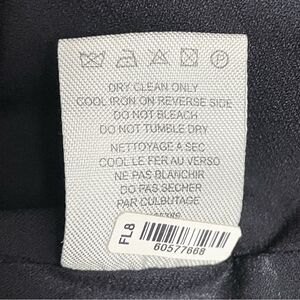 DRY CLEAN ONLY
COOL IRON ON REVERSE SIDE
DO NOT BLEACH
DO NOT TUMBLE DRY
NETTOYAGE A SEC
COOL LE FER AU VERSO
NE PAS BLANCHIR
DO PAS SECHER
PAR CULBUTAGE
FL8
60577668